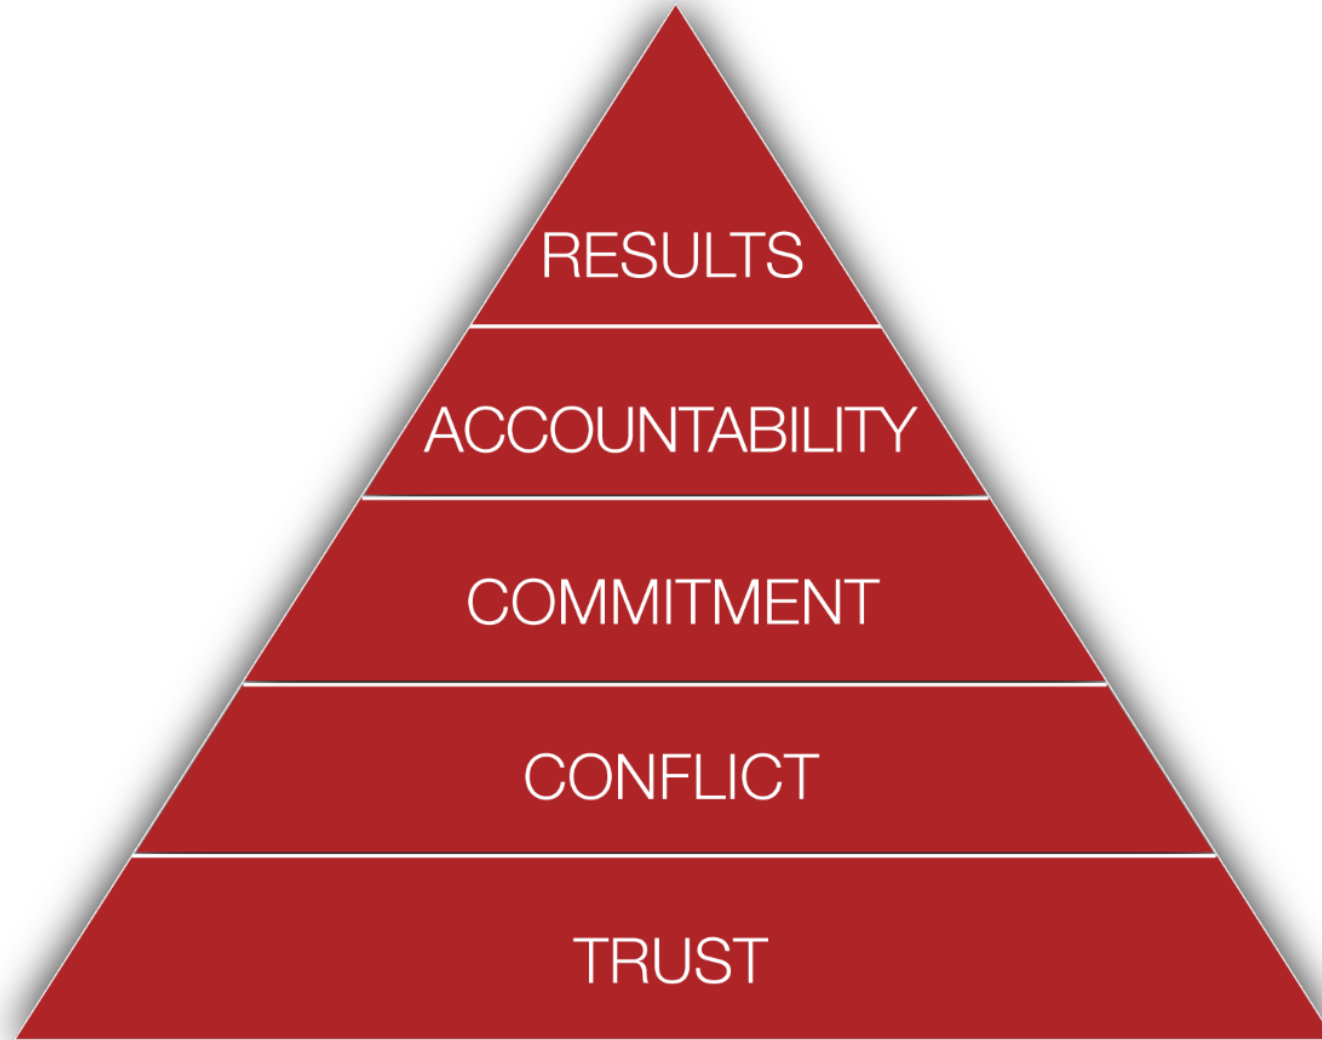 RESULTS
ACCOUNTABILITY
COMMITMENT
CONFLICT
TRUST